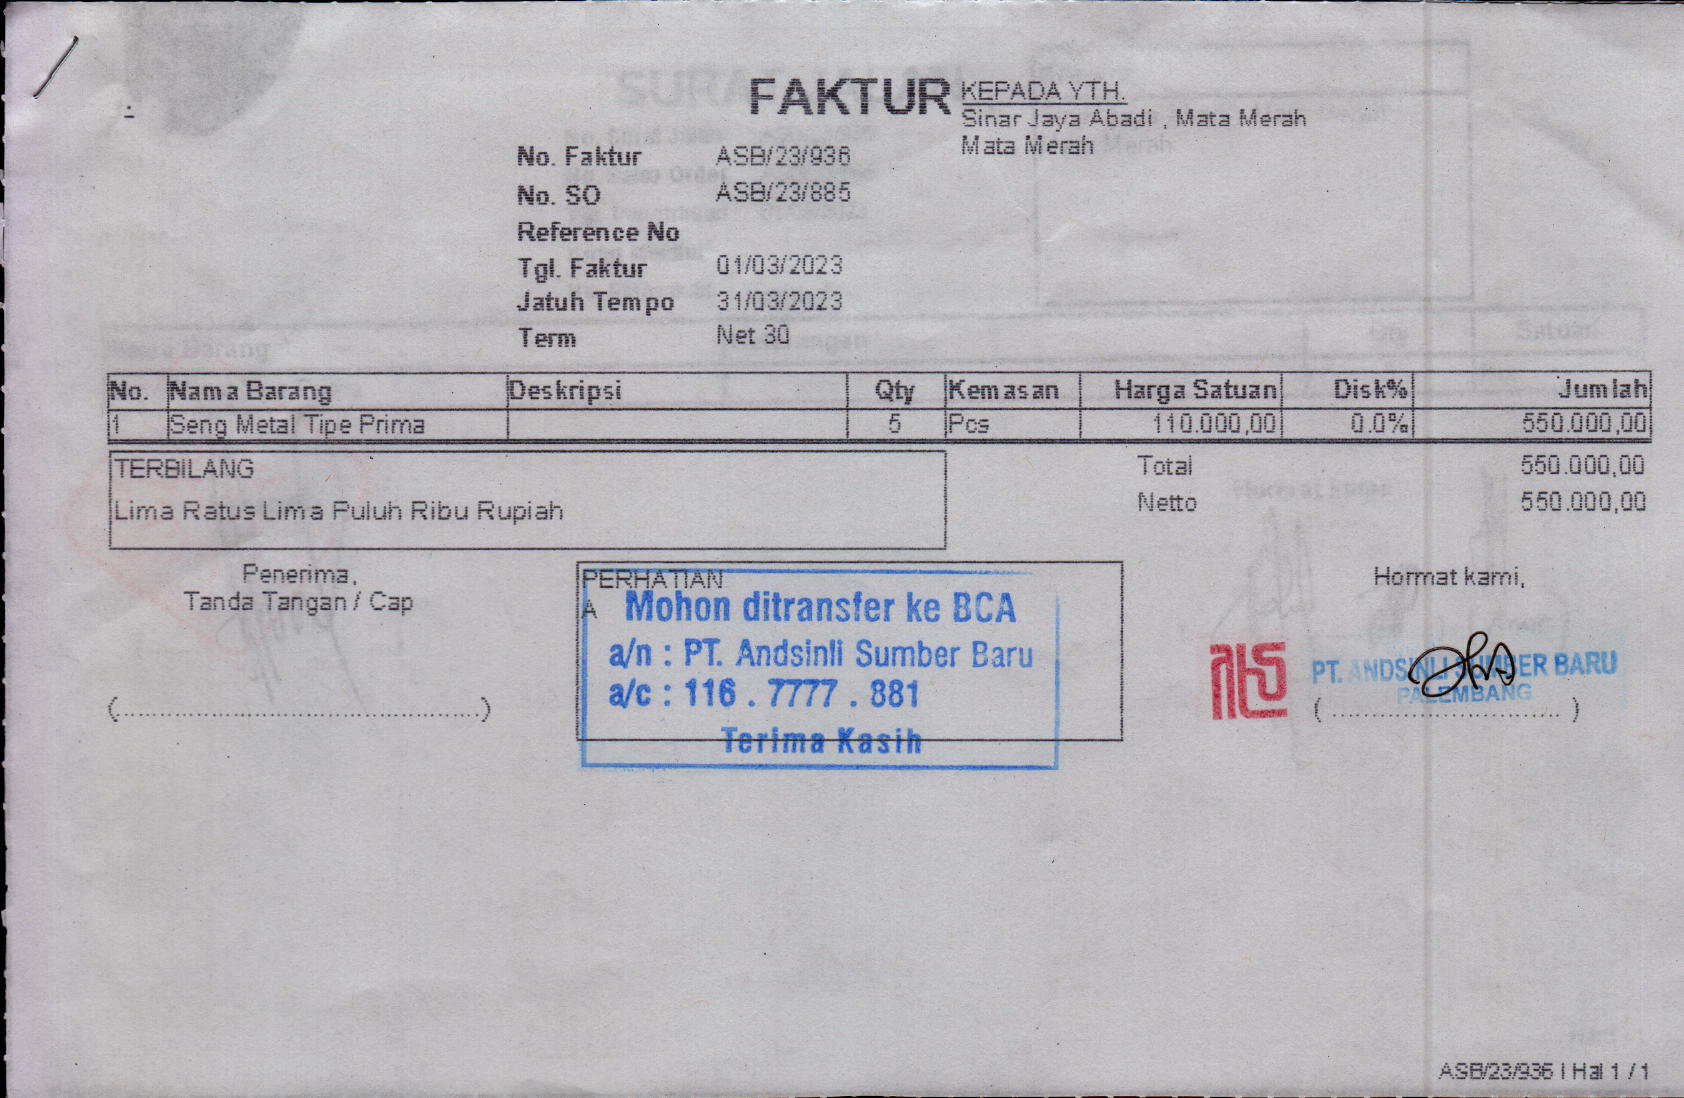 FAKTUR
KEPADA YTH.
Sinar Jaya Abadi , Mata Merah
Mata Merah
No. Faktur ASB/23/936
No. SO ASB/23/885
Reference No
Tgl. Faktur 01/03/2023
Jatuh Tempo 31/03/2023
Term Net 30
No. Nama Barang Deskripsi Qty Kemasan Harga Satuan Disk% Jumlah
1 Seng Metal Tipe Prima 5 Pcs 110.000,00 0.0% 550.000,00
TERBILANG
Lima Ratus Lima Puluh Ribu Rupiah
Total 550.000,00
Netto 550.000,00
Penerima,
Tanda Tangan / Cap
(................................................)
PERHATIAN
A
Mohon ditransfer ke BCA
a/n : PT. Andsinli Sumber Baru
a/c : 116 . 7777 . 881
Terima Kasih
Hormat kami,
PT. ANDSINLI SUMBER BARU
PALEMBANG
( .............................. )
ASB/23/936 | Hal 1 / 1